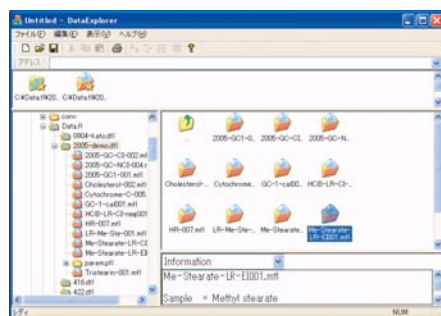 Untitled - DataExplorer
ファイル(F) 編集(E) 表示(V) ヘルプ(H)
アドレス
C¥Data.fl¥20.. C¥Data.fl¥20..
conv
Data.fl
0904-kato.dfl
2005-demo.dfl
2005-GC-CI-002.mfl
2005-GC-NCI-004.m
2005-GC1-001.mfl
Cholesterol-002.mfl
Cytochrome-C-005.
GC-1-cal001.mfl
HCB-LR-CI-neg001
HR-007.mfl
LR-Me-Ste-001.mfl
Me-Stearate-LR-CI
Me-Stearate-LR-EI
param.pfl
Tristearin-001.mfl
416.dfl
422.dfl
..
2005-GC1-0..
2005-GC-CI..
2005-GC-N..
Cholesterol-..
Cytochrome..
GC-1-cal00..
HCB-LR-CI-..
HR-007.mfl
LR-Me-Ste-..
Me-Stearate..
Me-Stearate-
LR-EI001.mfl
Information
Me-Stearate-LR-EI001.mfl
Sample = Methyl stearate
レディ
NUM